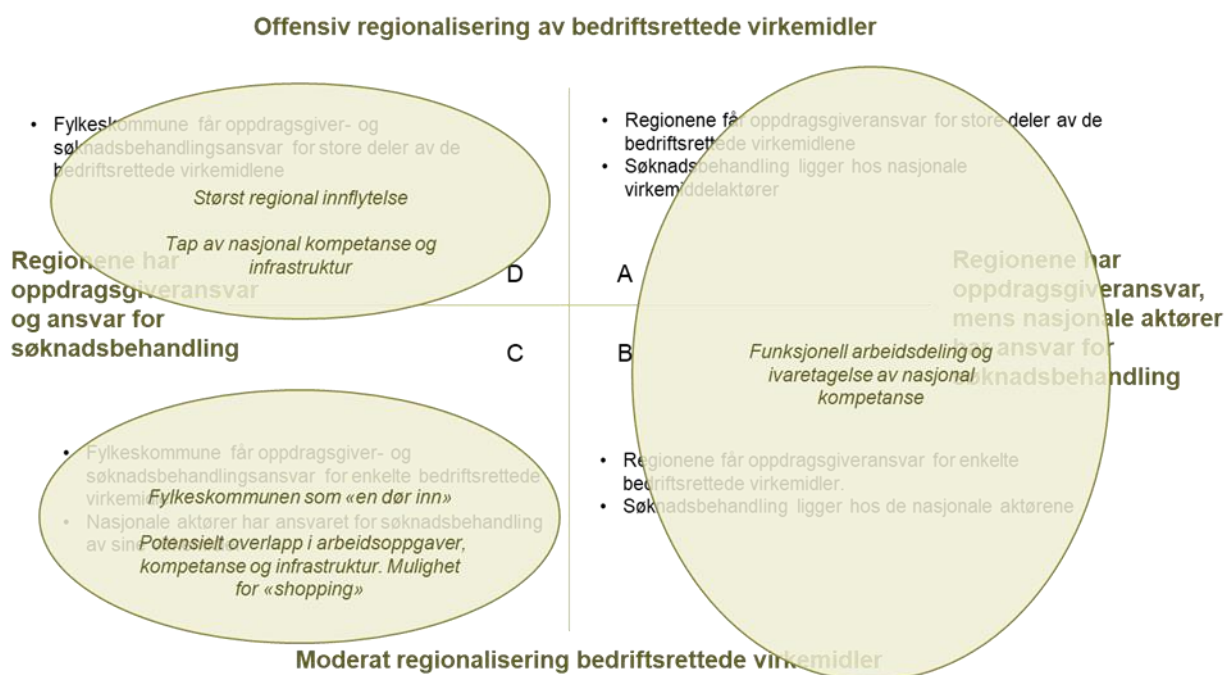 Offensiv regionalisering av bedriftsrettede virkemidler
• Fylkeskommune får oppdragsgiver- og
søknadsbehandlingsansvar for store deler av de
bedriftsrettede virkemidlene
Størst regional innflytelse
Tap av nasjonal kompetanse og
infrastruktur
• Regionene får oppdragsgiveransvar for store deler av de
bedriftsrettede virkemidlene
• Søknadsbehandling ligger hos nasjonale
virkemiddelaktører
Regionene har
oppdragsgiveransvar
og ansvar for
søknadsbehandling
D
A
C
B
Regionene har
oppdragsgiveransvar,
mens nasjonale aktører
har ansvar for
søknadsbehandling
Funksjonell arbeidsdeling og
ivaretagelse av nasjonal
kompetanse
• Fylkeskommune får oppdragsgiver- og
søknadsbehandlingsansvar for enkelte bedriftsrettede
• Nasjonale aktører har ansvaret for søknadsbehandling
av sine
Fylkeskommunen som «en dør inn»
Potensielt overlapp i arbeidsoppgaver,
kompetanse og infrastruktur. Mulighet
for «shopping»
• Regionene får oppdragsgiveransvar for enkelte
bedriftsrettede virkemidler.
• Søknadsbehandling ligger hos de nasjonale aktørene
Moderat regionalisering bedriftsrettede virkemidler